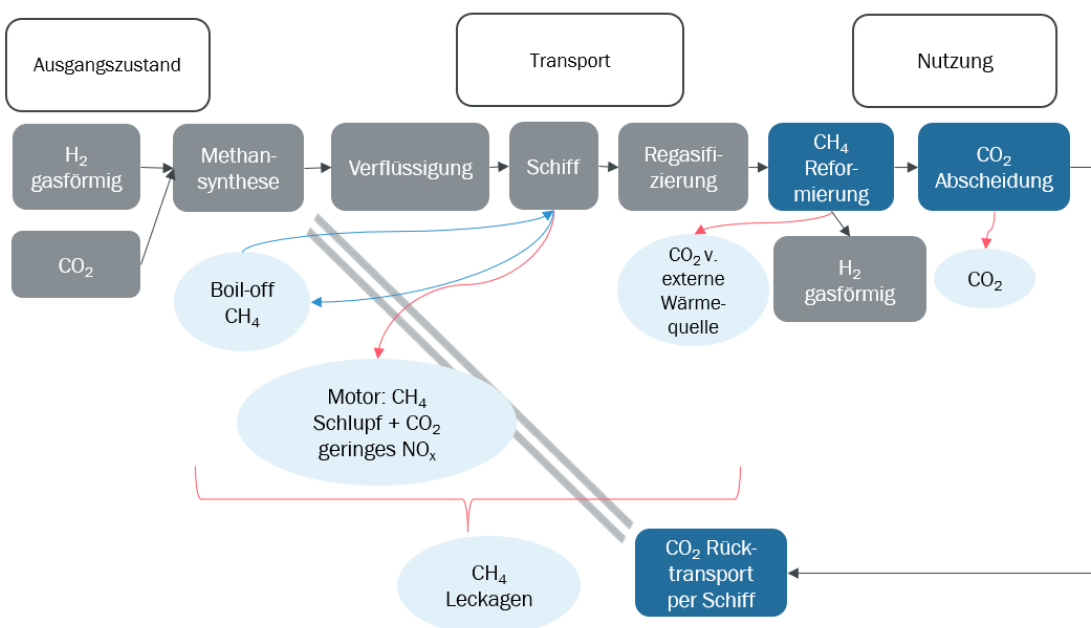 Ausgangszustand
Transport
Nutzung
H₂
gasförmig
Methan-
synthese
Verflüssigung
Schiff
Regasifi-
zierung
CH₄
Refor-
mierung
CO₂
Abscheidung
CO₂
Boil-off
CH₄
CO₂ v.
externe
Wärme-
quelle
H₂
gasförmig
CO₂
Motor: CH₄
Schlupf + CO₂
geringes NOₓ
CH₄
Leckagen
CO₂ Rück-
transport
per Schiff